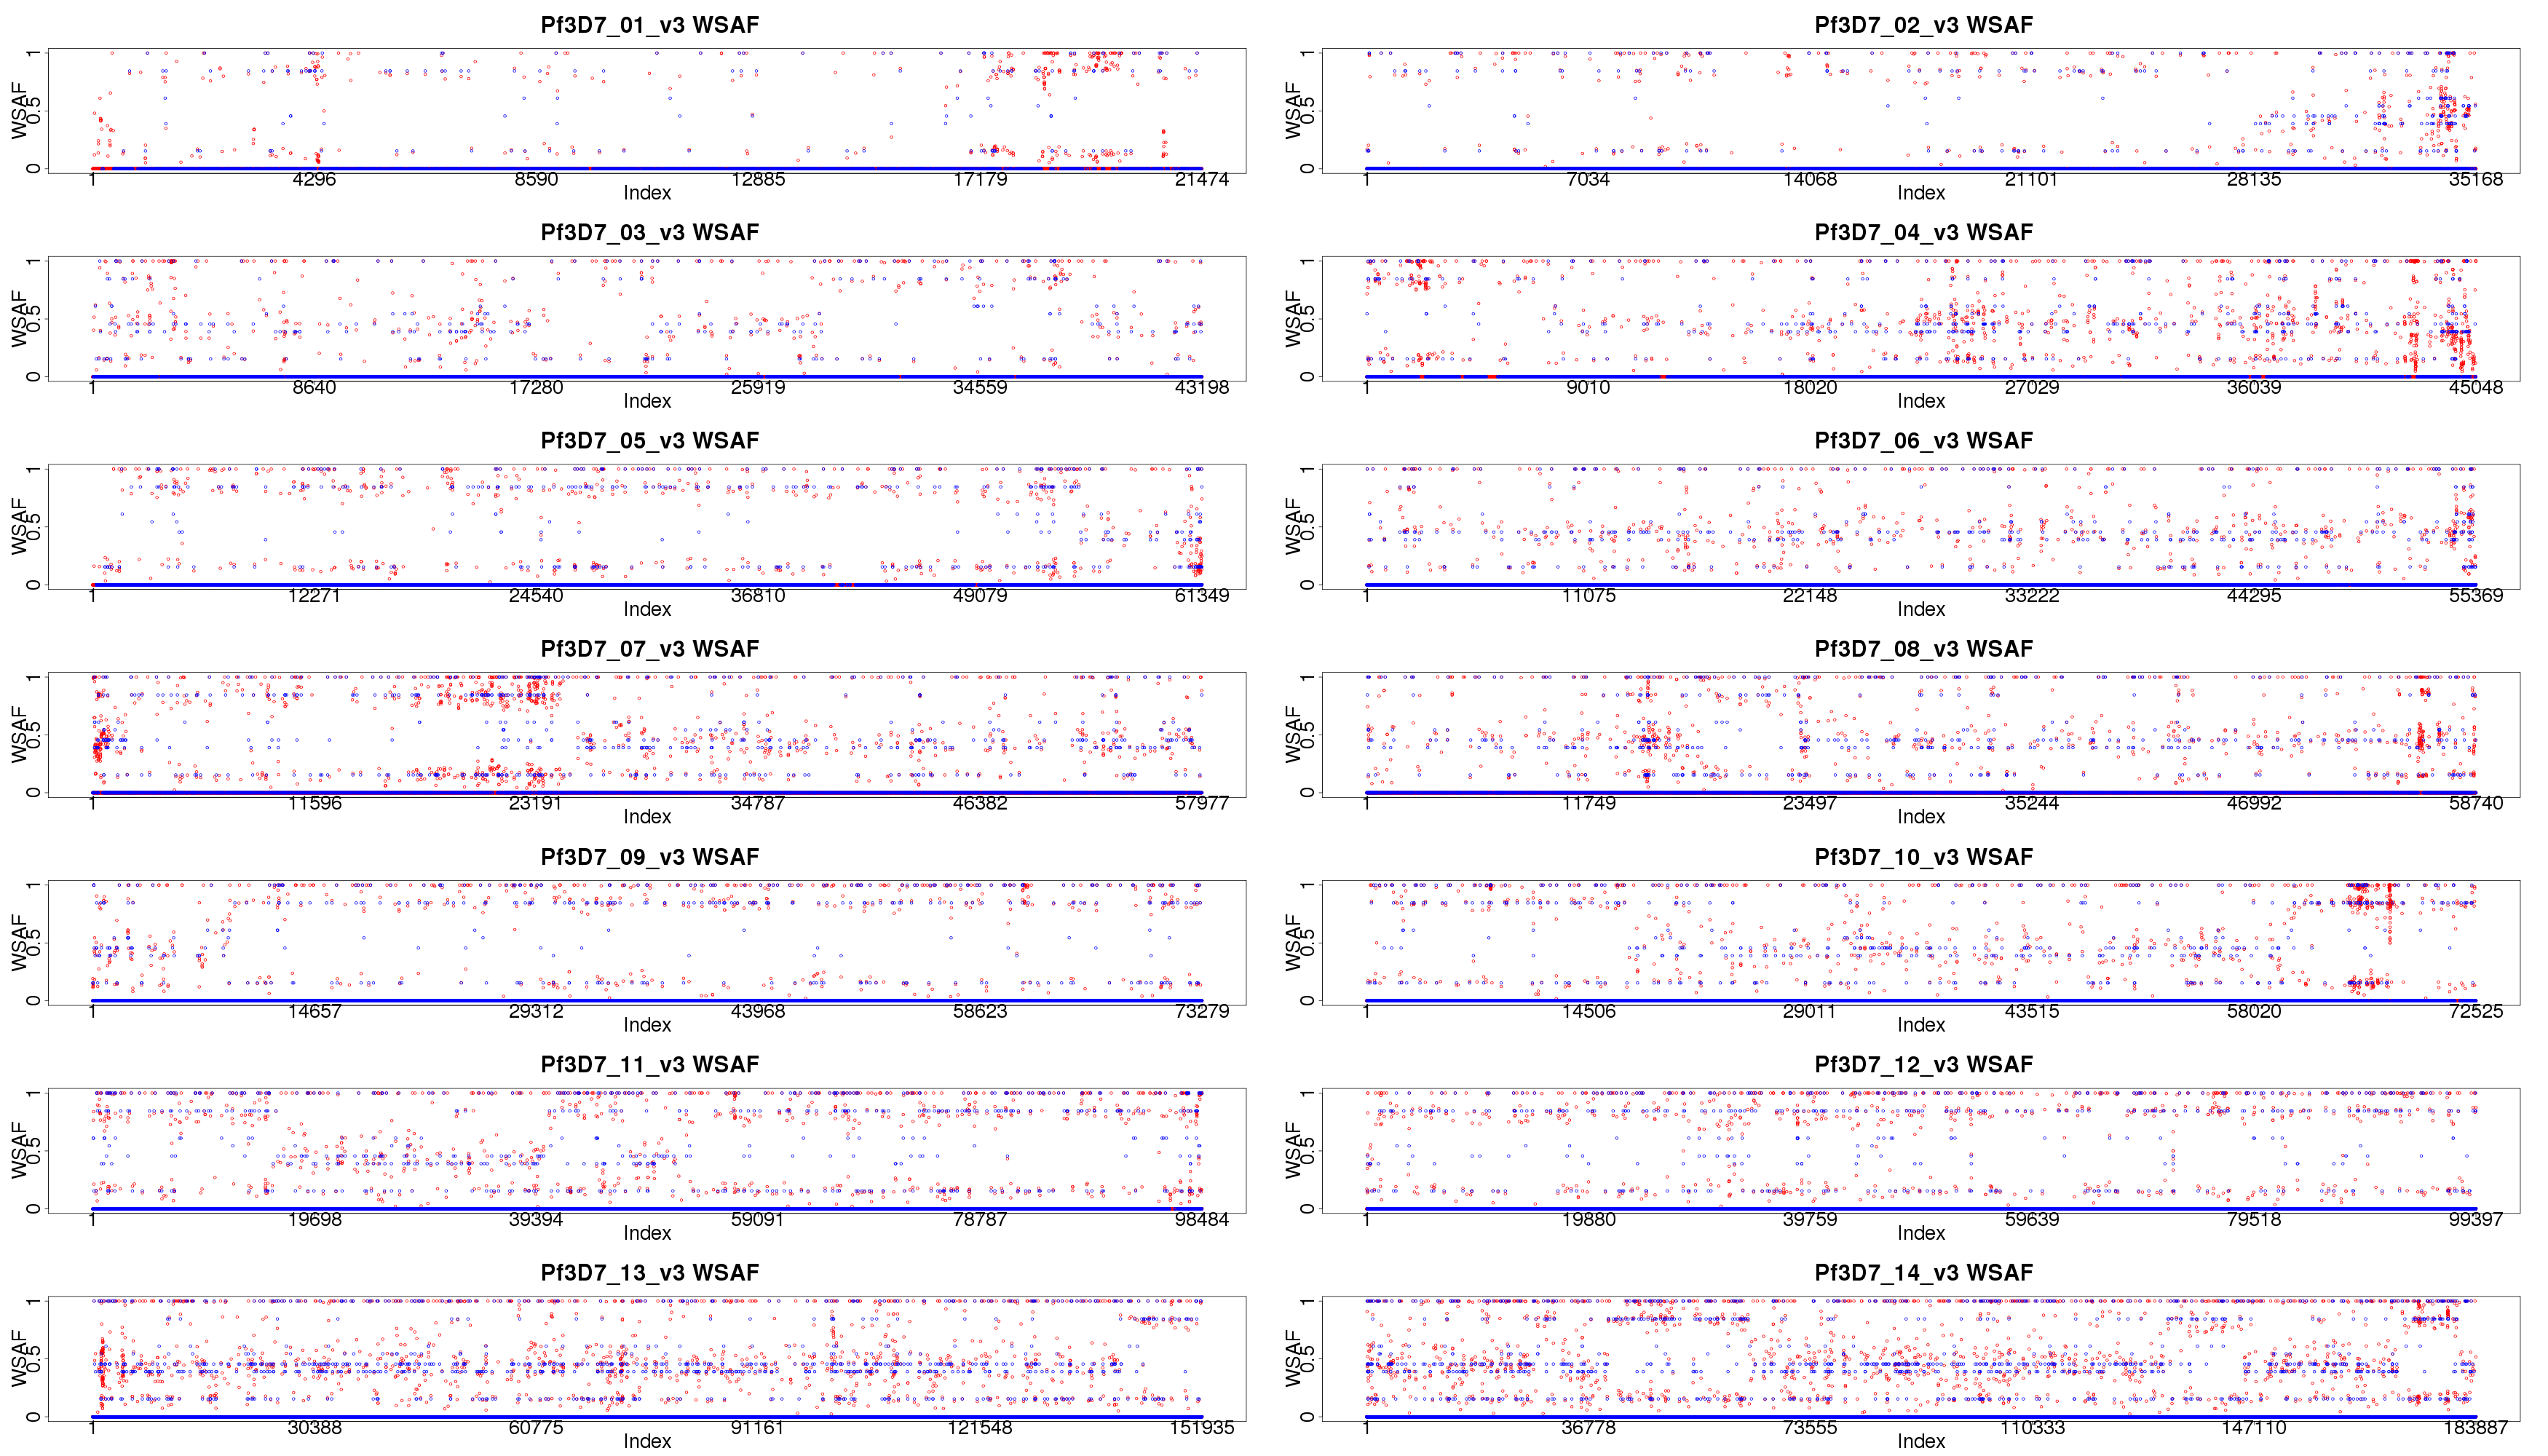 Pf3D7_01_v3 WSAF
WSAF
1
0.5
0
1 4296 8590 12885 17179 21474
Index
Pf3D7_02_v3 WSAF
WSAF
1
0.5
0
1 7034 14068 21101 28135 35168
Index
Pf3D7_03_v3 WSAF
WSAF
1
0.5
0
1 8640 17280 25919 34559 43198
Index
Pf3D7_04_v3 WSAF
WSAF
1
0.5
0
1 9010 18020 27029 36039 45048
Index
Pf3D7_05_v3 WSAF
WSAF
1
0.5
0
1 12271 24540 36810 49079 61349
Index
Pf3D7_06_v3 WSAF
WSAF
1
0.5
0
1 11075 22148 33222 44295 55369
Index
Pf3D7_07_v3 WSAF
WSAF
1
0.5
0
1 11596 23191 34787 46382 57977
Index
Pf3D7_08_v3 WSAF
WSAF
1
0.5
0
1 11749 23497 35244 46992 58740
Index
Pf3D7_09_v3 WSAF
WSAF
1
0.5
0
1 14657 29312 43968 58623 73279
Index
Pf3D7_10_v3 WSAF
WSAF
1
0.5
0
1 14506 29011 43515 58020 72525
Index
Pf3D7_11_v3 WSAF
WSAF
1
0.5
0
1 19698 39394 59091 78787 98484
Index
Pf3D7_12_v3 WSAF
WSAF
1
0.5
0
1 19880 39759 59639 79518 99397
Index
Pf3D7_13_v3 WSAF
WSAF
1
0.5
0
1 30388 60775 91161 121548 151935
Index
Pf3D7_14_v3 WSAF
WSAF
1
0.5
0
1 36778 73555 110333 147110 183887
Index